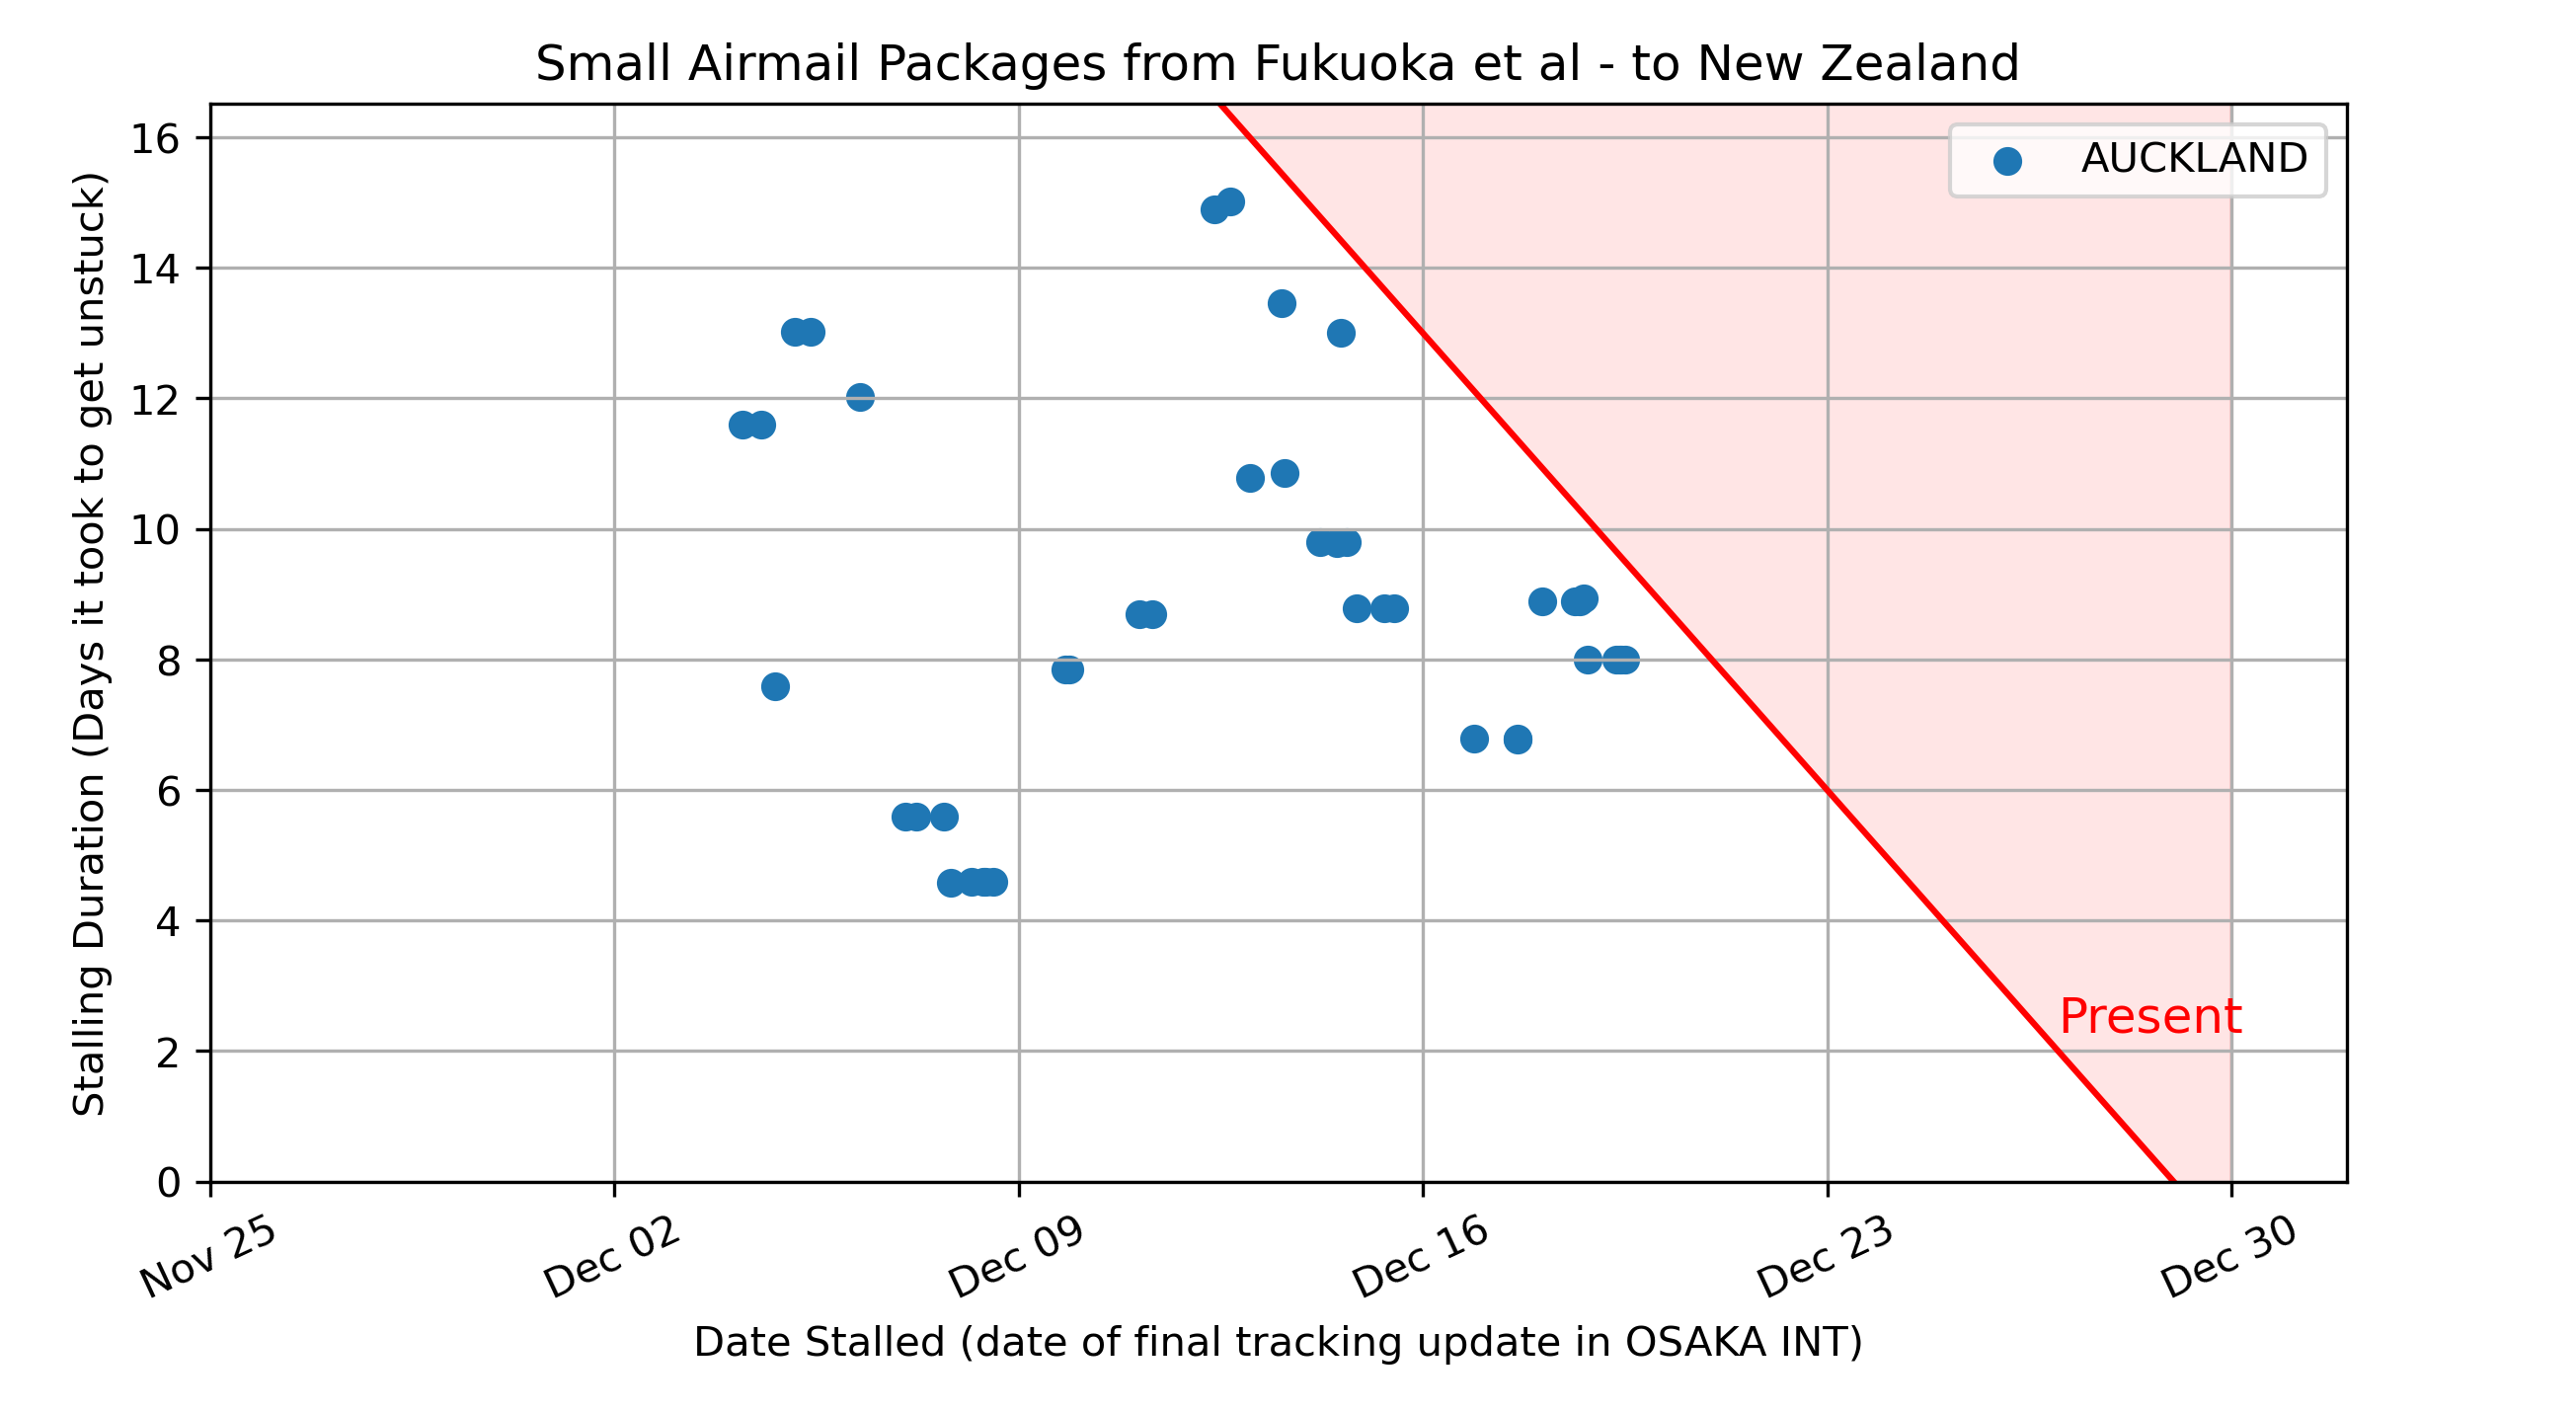 Small Airmail Packages from Fukuoka et al - to New Zealand
AUCKLAND
Stalling Duration (Days it took to get unstuck)
16
14
12
10
8
6
4
2
0
Present
Nov 25
Dec 02
Dec 09
Dec 16
Dec 23
Dec 30
Date Stalled (date of final tracking update in OSAKA INT)